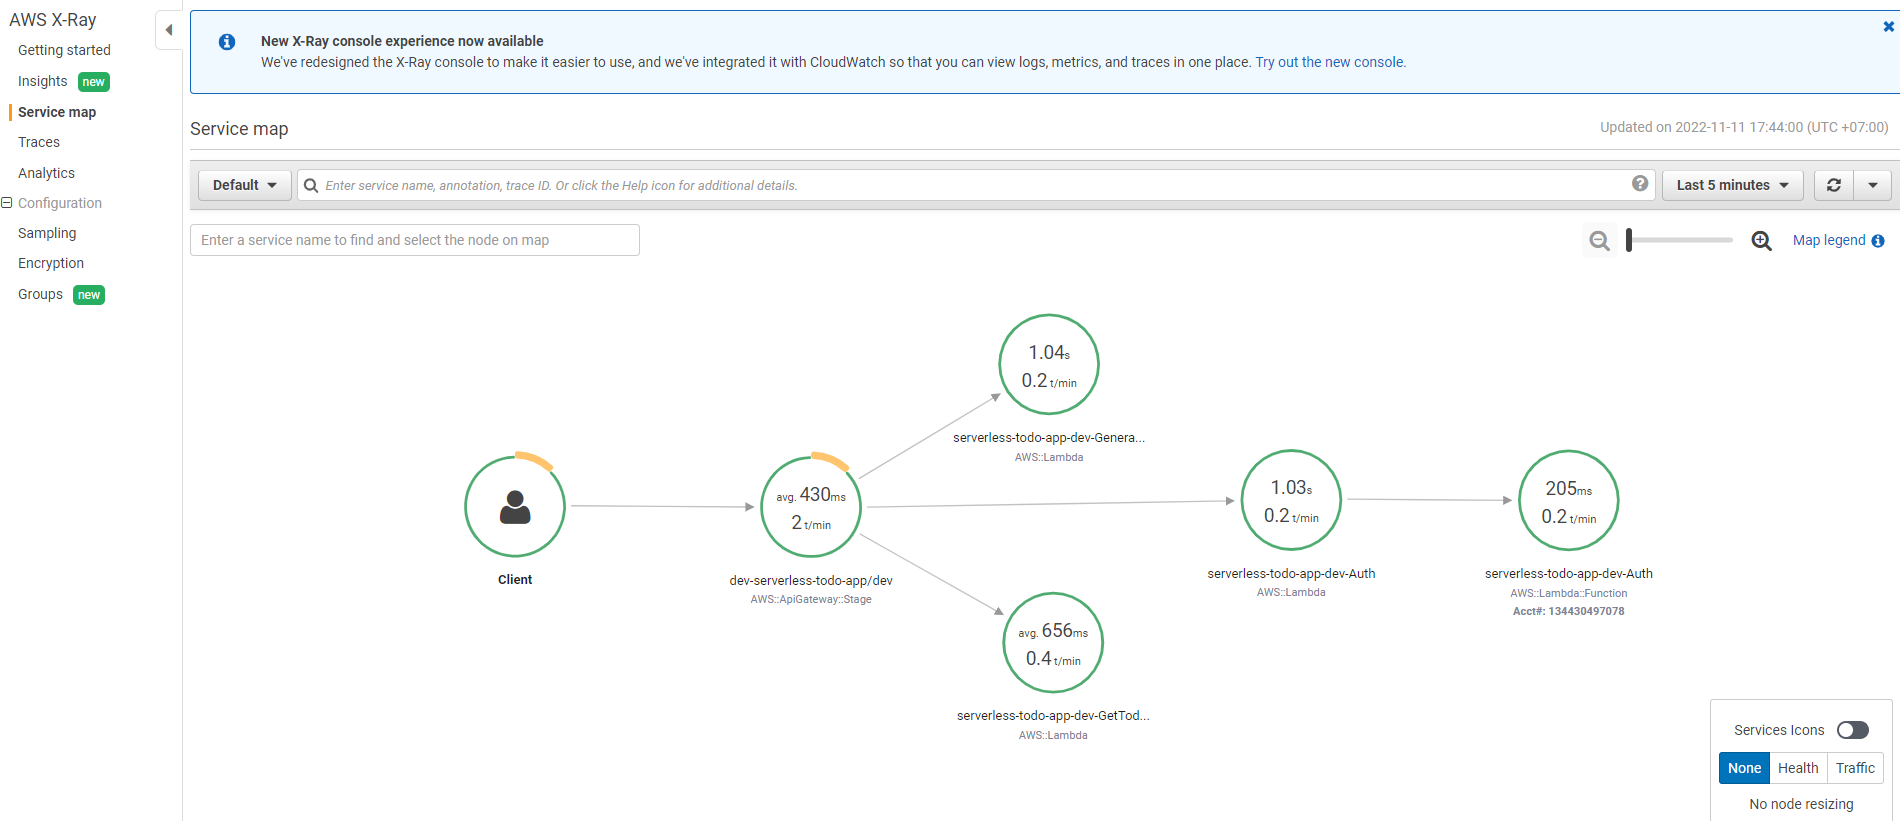 AWS X-Ray
Getting started
Insights new
Service map
Traces
Analytics
Configuration
Sampling
Encryption
Groups new
New X-Ray console experience now available
We've redesigned the X-Ray console to make it easier to use, and we've integrated it with CloudWatch so that you can view logs, metrics, and traces in one place. Try out the new console.
Service map
Updated on 2022-11-11 17:44:00 (UTC +07:00)
Default
Enter service name, annotation, trace ID. Or click the Help icon for additional details.
Last 5 minutes
Enter a service name to find and select the node on map
Map legend
1.04s
0.2 t/min
serverless-todo-app-dev-Genera...
AWS::Lambda
Client
avg. 430ms
2 t/min
dev-serverless-todo-app/dev
AWS::ApiGateway::Stage
1.03s
0.2 t/min
serverless-todo-app-dev-Auth
AWS::Lambda
205ms
0.2 t/min
serverless-todo-app-dev-Auth
AWS::Lambda::Function
Acct#: 134430497078
avg. 656ms
0.4 t/min
serverless-todo-app-dev-GetTod...
AWS::Lambda
Services Icons
None Health Traffic
No node resizing